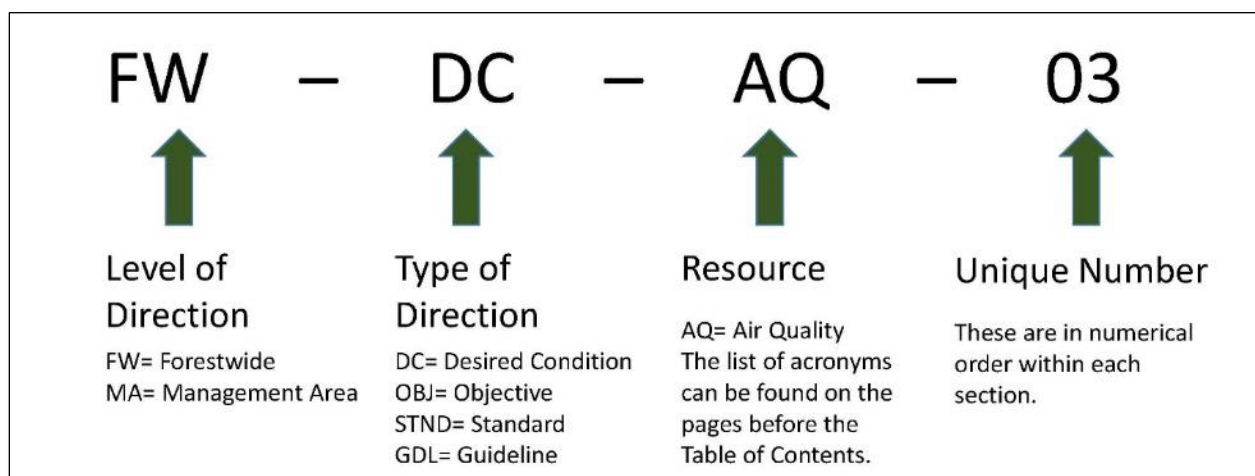 FW – DC – AQ – 03
Level of
Direction
FW= Forestwide
MA= Management Area
Type of
Direction
DC= Desired Condition
OBJ= Objective
STND= Standard
GDL= Guideline
Resource
AQ= Air Quality
The list of acronyms
can be found on the
pages before the
Table of Contents.
Unique Number
These are in numerical
order within each
section.